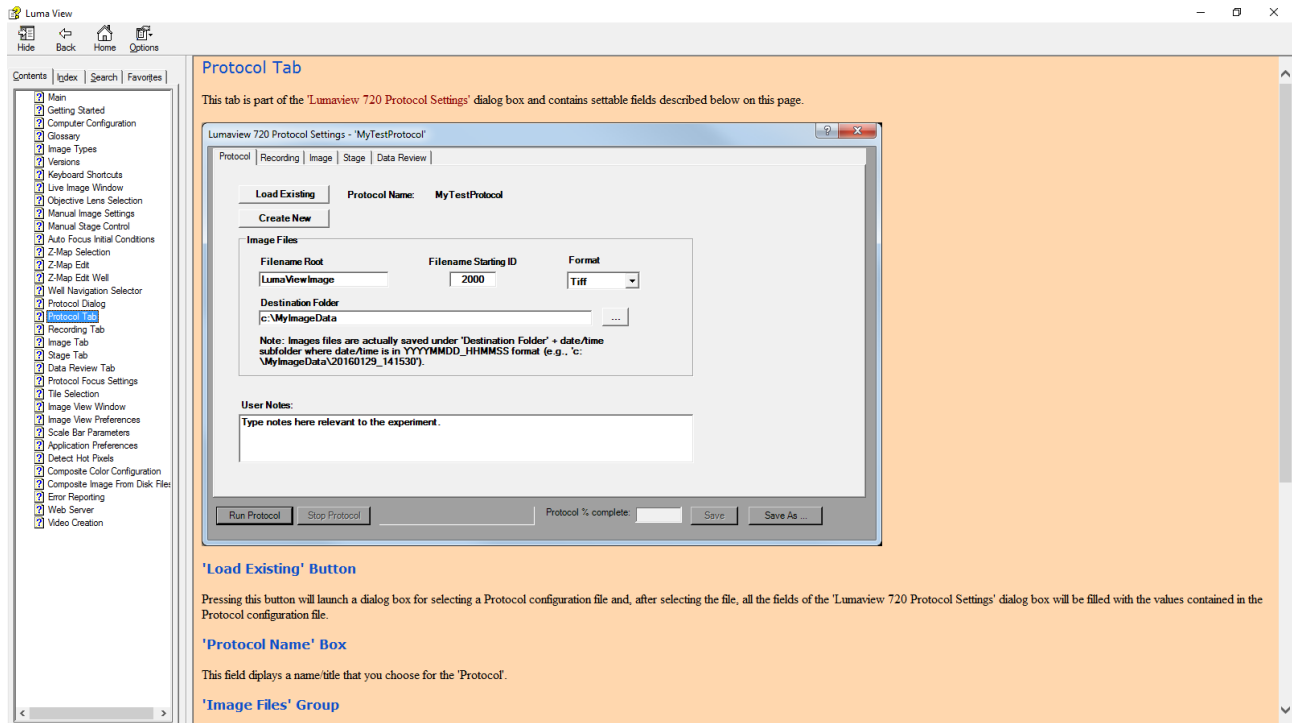 Luma View
Hide Back Home Options
Contents Index Search Favorites
Main
Getting Started
Computer Configuration
Glossary
Image Types
Versions
Keyboard Shortcuts
Live Image Window
Objective Lens Selection
Manual Image Settings
Manual Stage Control
Auto Focus Initial Conditions
Z-Map Selection
Z-Map Edit
Z-Map Edit Well
Well Navigation Selector
Protocol Dialog
Protocol Tab
Recording Tab
Image Tab
Stage Tab
Data Review Tab
Protocol Focus Settings
Tile Selection
Image View Window
Image View Preferences
Scale Bar Parameters
Application Preferences
Detect Hot Pixels
Composite Color Configuration
Composite Image From Disk Files
Error Reporting
Web Server
Video Creation
Protocol Tab
This tab is part of the 'Lumaview 720 Protocol Settings' dialog box and contains settable fields described below on this page.
Lumaview 720 Protocol Settings - 'MyTestProtocol'
Protocol Recording Image Stage Data Review
Load Existing Protocol Name: MyTestProtocol
Create New
Image Files
Filename Root Filename Starting ID Format
LumaViewImage 2000 Tiff
Destination Folder
c:\MyImageData ...
Note: Images files are actually saved under 'Destination Folder' + date/time
subfolder where date/time is in YYYYMMDD_HHMMSS format (e.g., 'c:
\MyImageData\20160129_141530').
User Notes:
Type notes here relevant to the experiment.
Run Protocol Stop Protocol Protocol % complete: Save Save As ...
'Load Existing' Button
Pressing this button will launch a dialog box for selecting a Protocol configuration file and, after selecting the file, all the fields of the 'Lumaview 720 Protocol Settings' dialog box will be filled with the values contained in the
Protocol configuration file.
'Protocol Name' Box
This field diplays a name/title that you choose for the 'Protocol'.
'Image Files' Group